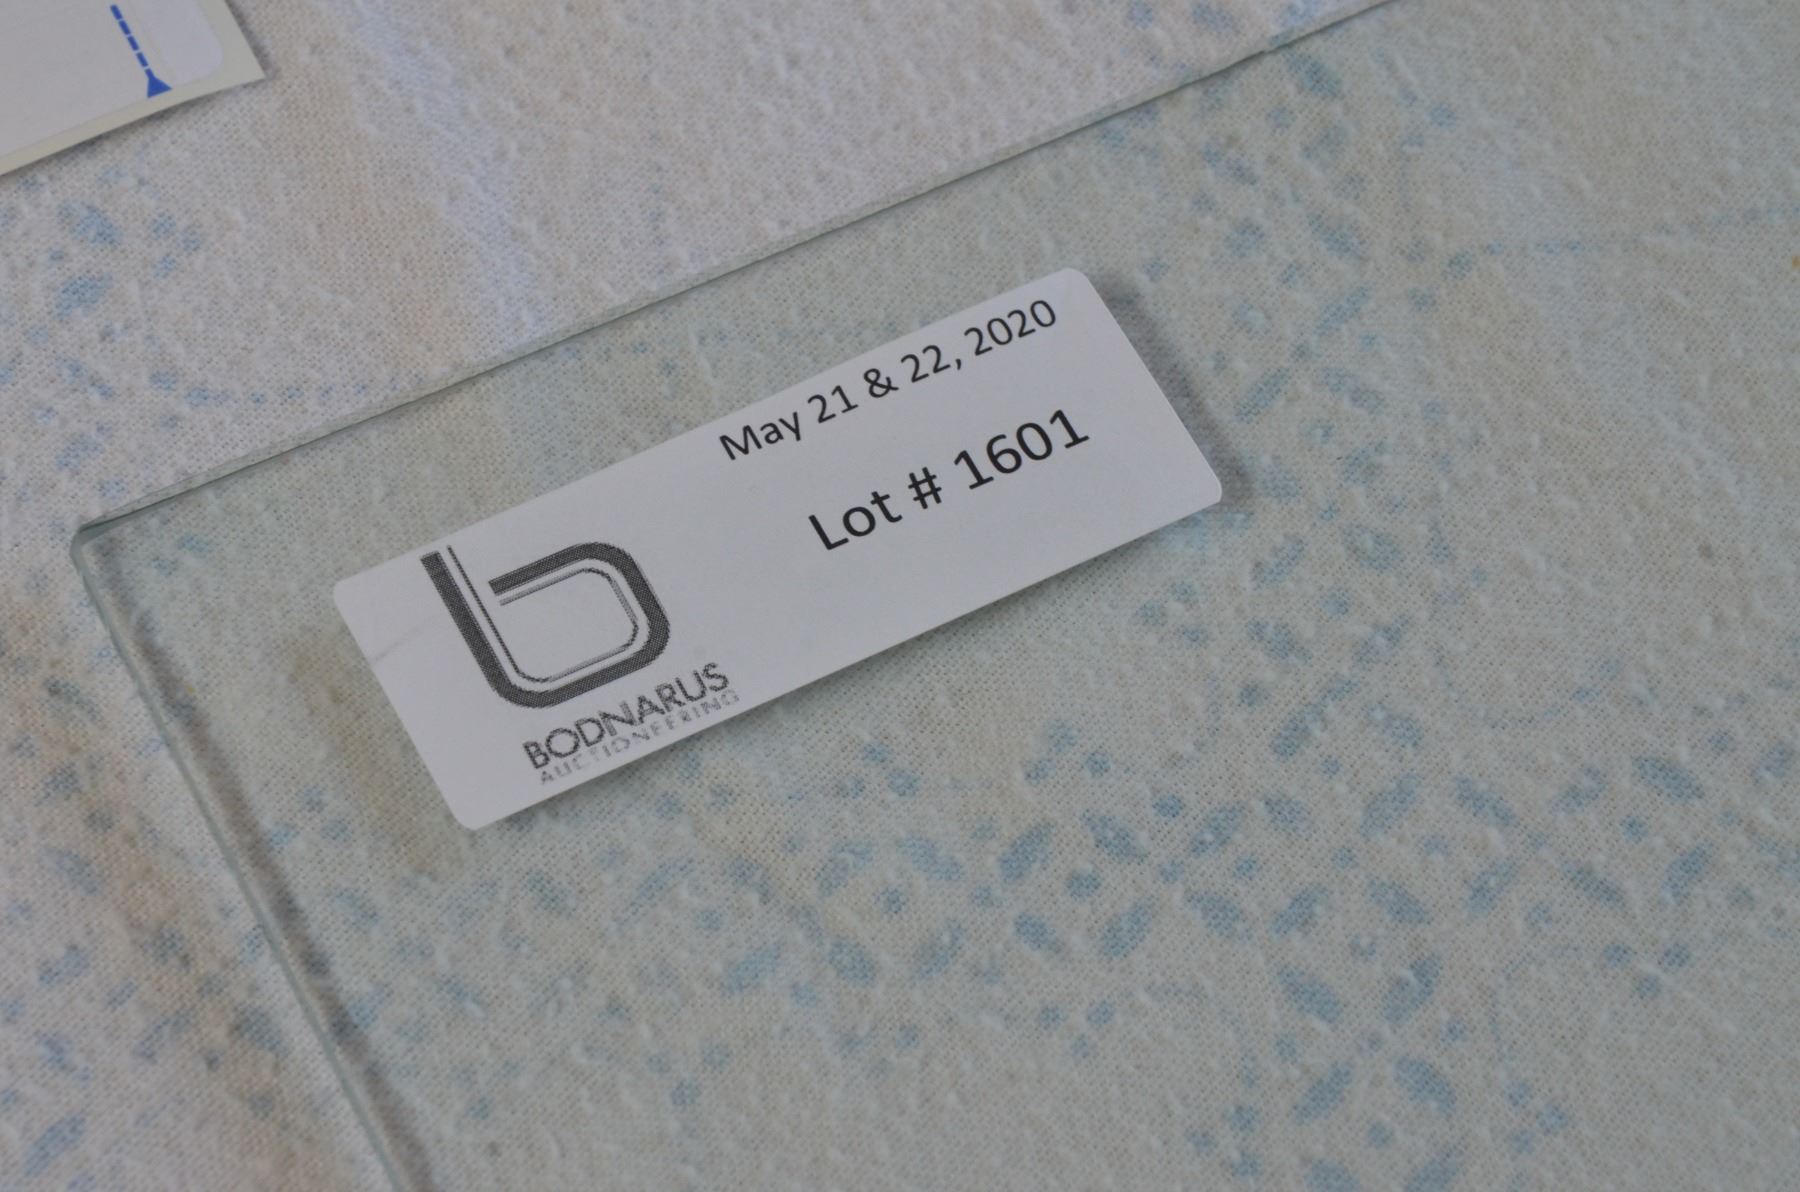 May 21 & 22, 2020
Lot # 1601
b
BODNARUS
AUCTIONEERING